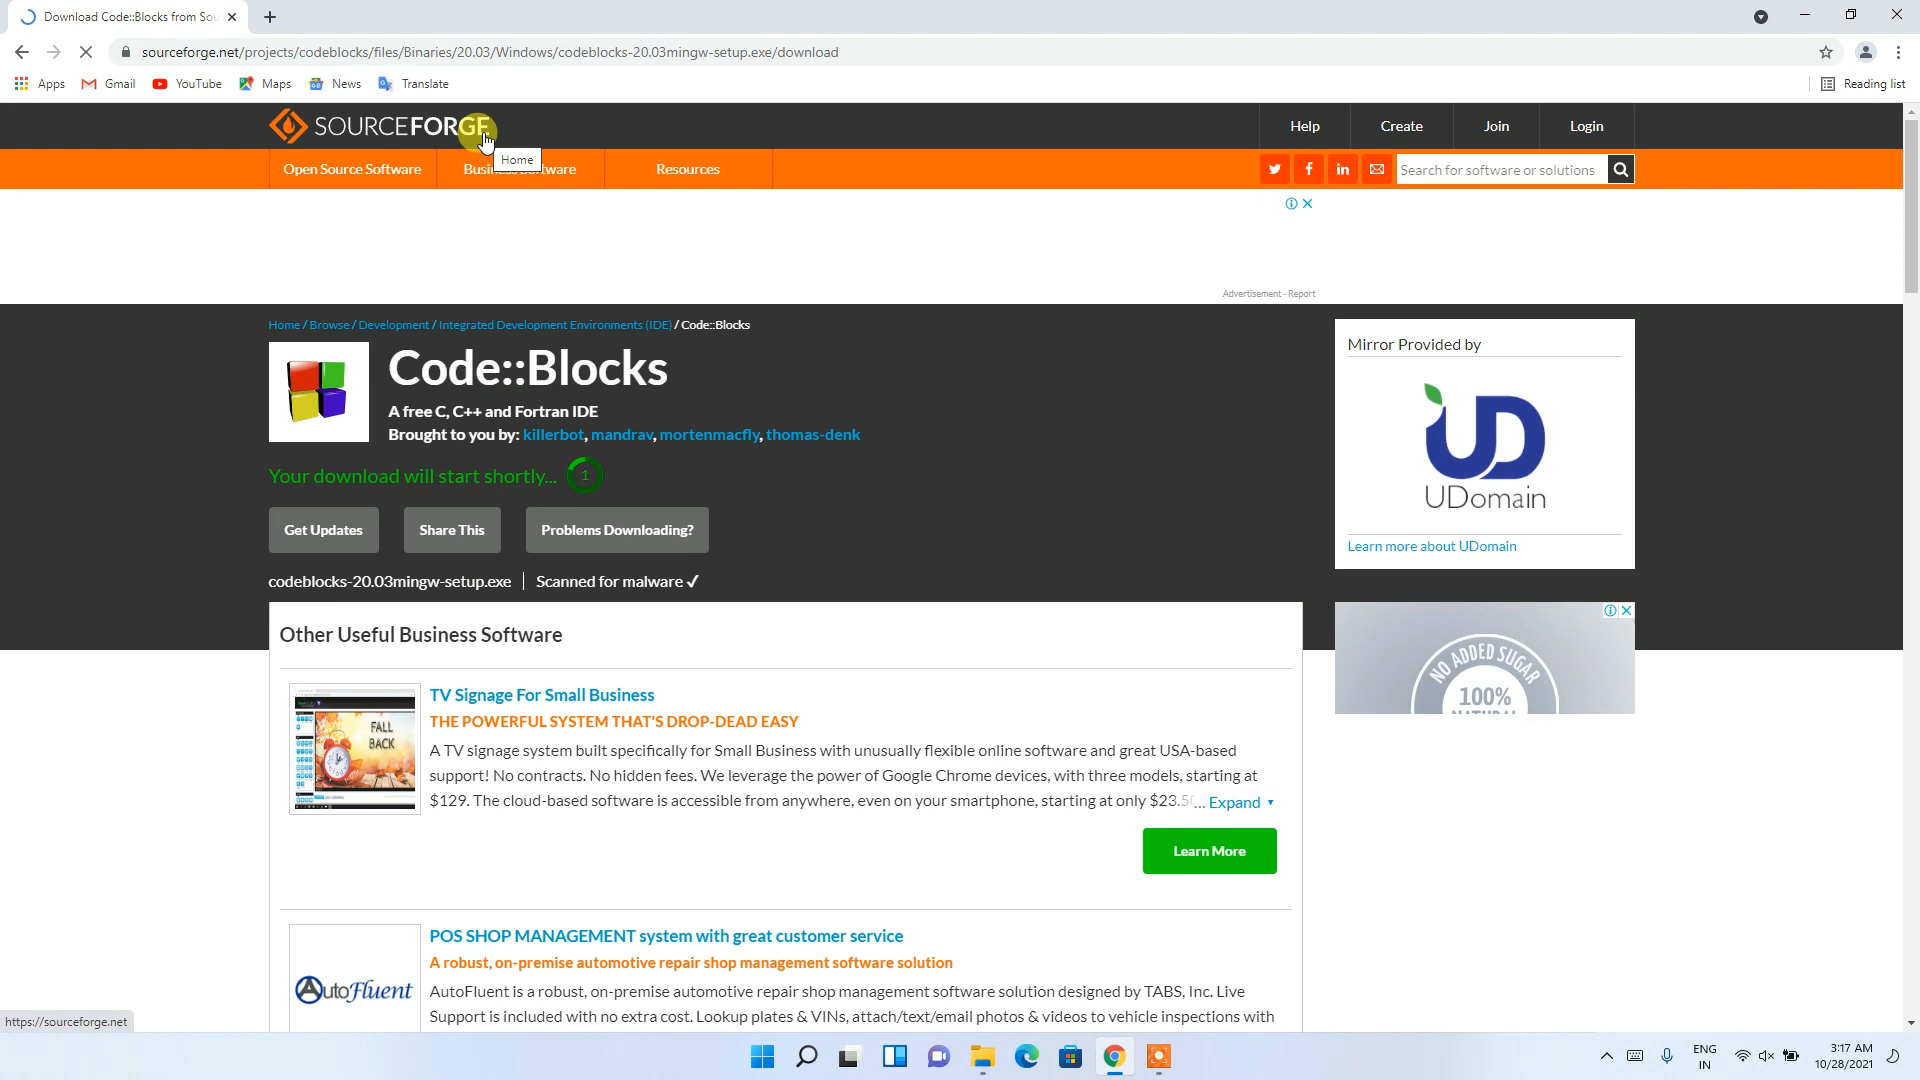 Download Code::Blocks from Sou
sourceforge.net/projects/codeblocks/files/Binaries/20.03/Windows/codeblocks-20.03mingw-setup.exe/download
Apps Gmail YouTube Maps News Translate Reading list
SOURCEFORGE Help Create Join Login
Home
Open Source Software Business Software Resources Search for software or solutions
Advertisement - Report
Home / Browse / Development / Integrated Development Environments (IDE) / Code::Blocks
Code::Blocks
A free C, C++ and Fortran IDE
Brought to you by: killerbot, mandrav, mortenmacfly, thomas-denk
Your download will start shortly... 1
Get Updates Share This Problems Downloading?
codeblocks-20.03mingw-setup.exe Scanned for malware ✓
Mirror Provided by
UD
UDomain
Learn more about UDomain
NO ADDED SUGAR
100%
NATURAL
Other Useful Business Software
FALL
BACK
TV Signage For Small Business
THE POWERFUL SYSTEM THAT'S DROP-DEAD EASY
A TV signage system built specifically for Small Business with unusually flexible online software and great USA-based
support! No contracts. No hidden fees. We leverage the power of Google Chrome devices, with three models, starting at
$129. The cloud-based software is accessible from anywhere, even on your smartphone, starting at only $23.50... Expand
Learn More
AutoFluent
POS SHOP MANAGEMENT system with great customer service
A robust, on-premise automotive repair shop management software solution
AutoFluent is a robust, on-premise automotive repair shop management software solution designed by TABS, Inc. Live
Support is included with no extra cost. Lookup plates & VINs, attach/text/email photos & videos to vehicle inspections with
https://sourceforge.net
ENG
IN
3:17 AM
10/28/2021